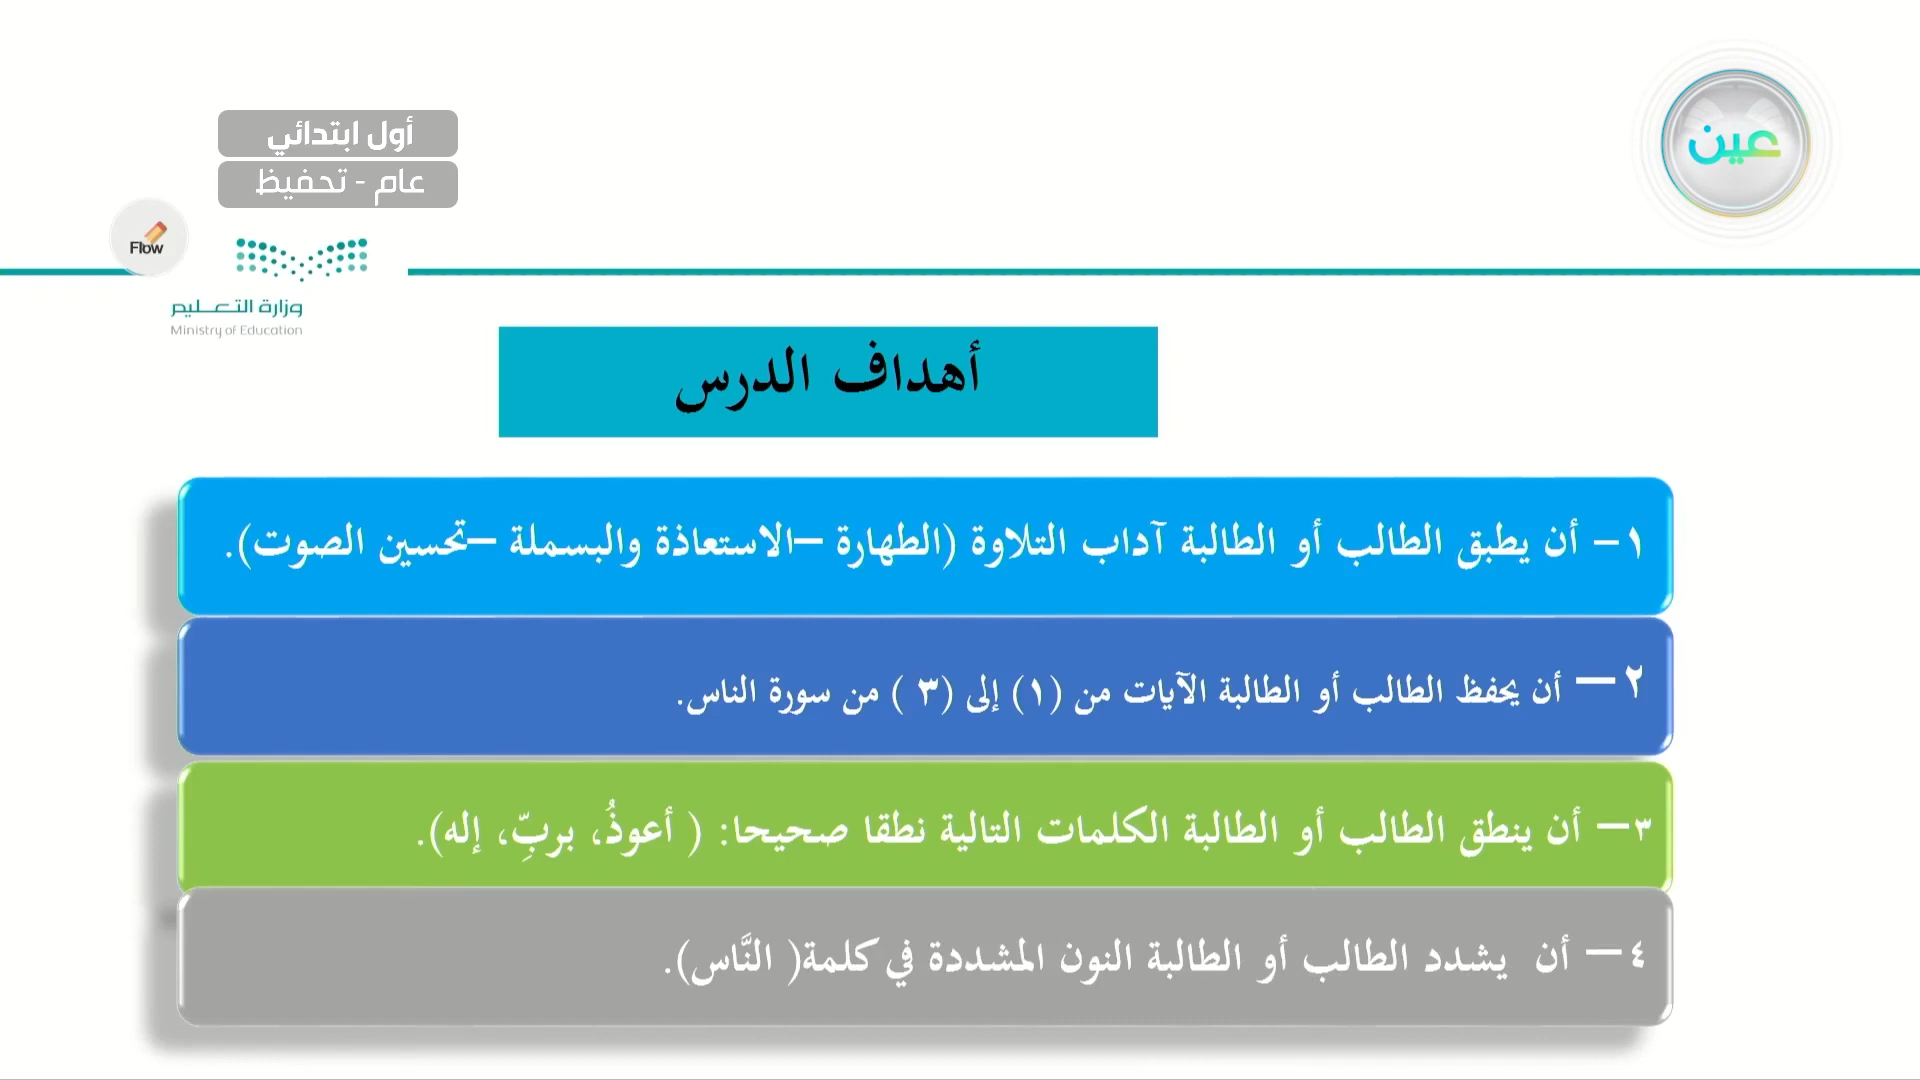 عين
أول ابتدائي
عام - تحفيظ
Flow
وزارة التعليم
Ministry of Education
أهداف الدرس
١- أن يطبق الطالب أو الطالبة آداب التلاوة (الطهارة –الاستعاذة والبسملة –تحسين الصوت).
٢– أن يحفظ الطالب أو الطالبة الآيات من (١) إلى (٣ ) من سورة الناس.
٣– أن ينطق الطالب أو الطالبة الكلمات التالية نطقا صحيحا: ( أعوذُ، بربِّ، إله).
٤– أن يشدد الطالب أو الطالبة النون المشددة في كلمة( النَّاس).